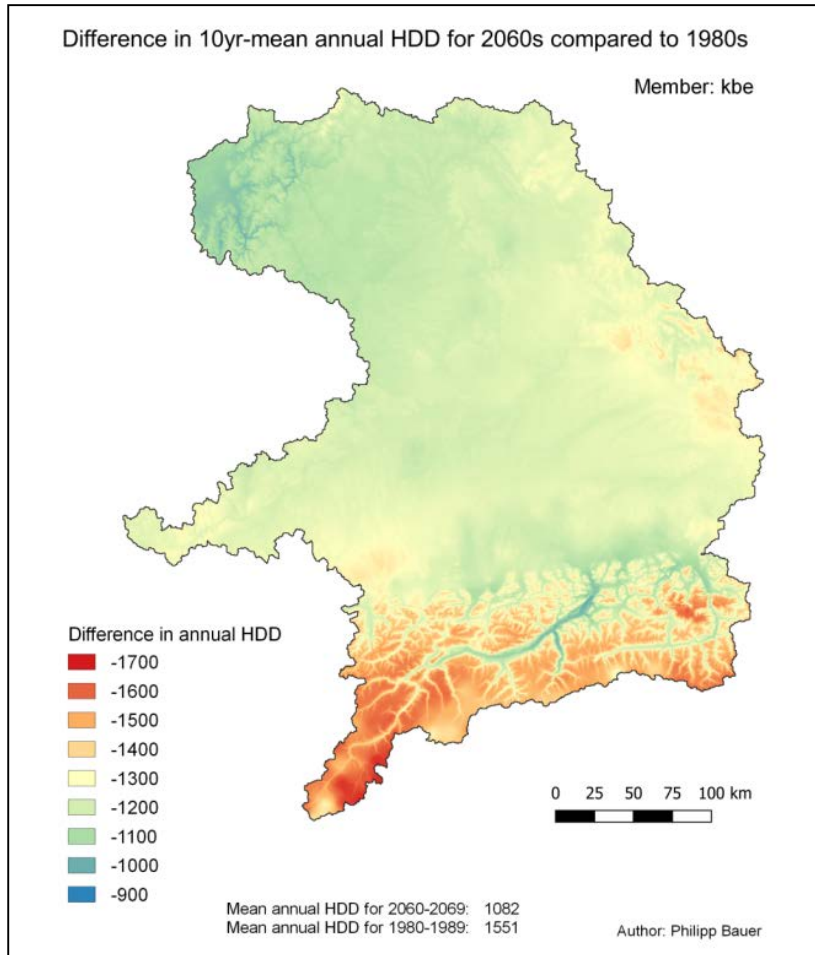 Difference in 10yr-mean annual HDD for 2060s compared to 1980s
Member: kbe
Difference in annual HDD
-1700
-1600
-1500
-1400
-1300
-1200
-1100
-1000
-900
0 25 50 75 100 km
Mean annual HDD for 2060-2069: 1082
Mean annual HDD for 1980-1989: 1551
Author: Philipp Bauer